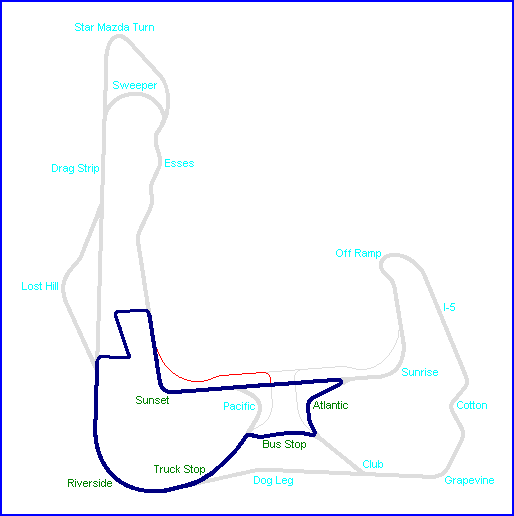 Star Mazda Turn
Sweeper
Drag Strip
Esses
Off Ramp
Lost Hill
I-5
Sunrise
Sunset
Pacific
Atlantic
Cotton
Bus Stop
Truck Stop
Club
Riverside
Dog Leg
Grapevine